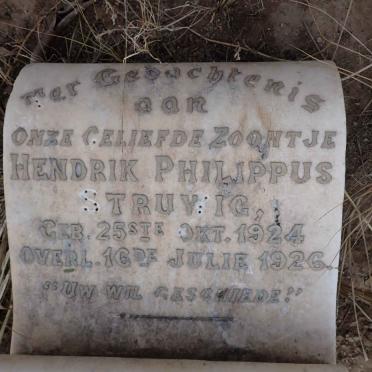 Ter Gedachtenis
aan
Onze Geliefde Zoontje
Hendrik Philippus
Struwig,
Geb. 25ste Okt. 1924
Overl. 16de Julie 1926.
"Uw wil geschiede!"